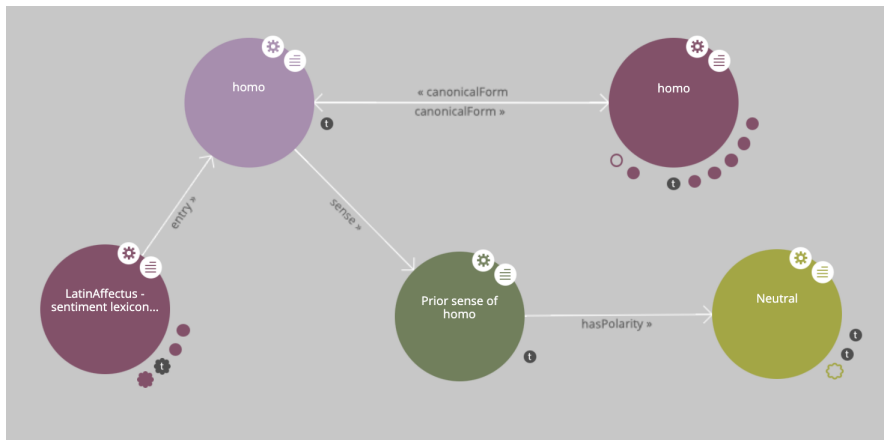 homo
« canonicalForm
canonicalForm »
homo
t
t
entry »
sense »
LatinAffectus -
sentiment lexicon...
t
Prior sense of
homo
t
hasPolarity »
Neutral
t
t